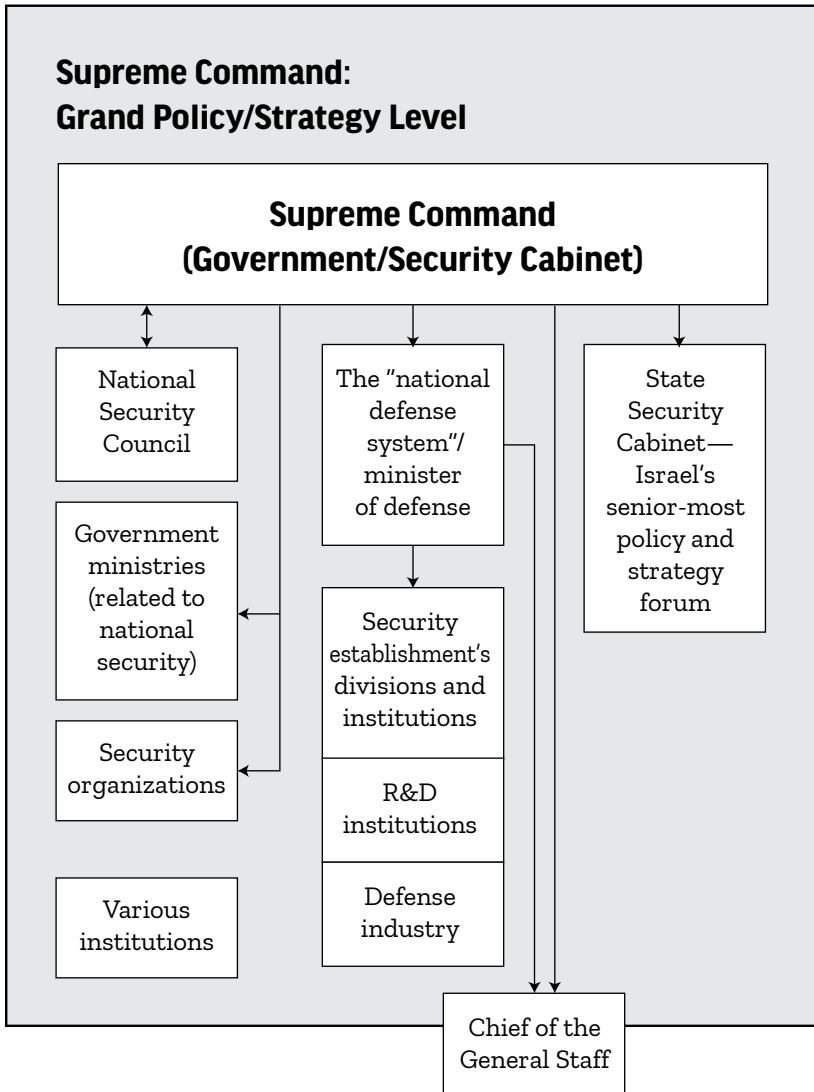 Supreme Command:
Grand Policy/Strategy Level
Supreme Command
(Government/Security Cabinet)
National
Security
Council
Government
ministries
(related to
national
security)
Security
organizations
Various
institutions
The “national
defense
system”/
minister
of defense
Security
establishment’s
divisions and
institutions
R&D
institutions
Defense
industry
State
Security
Cabinet—
Israel’s
senior-most
policy and
strategy
forum
Chief of the
General Staff